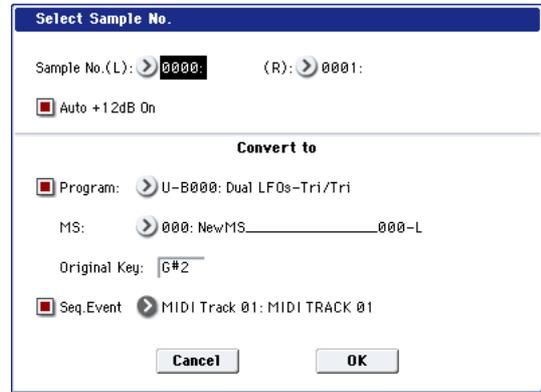 Select Sample No.
Sample No.(L): 0000: (R): 0001:
Auto +12dB On
Convert to
Program: U-B000: Dual LFOs-Tri/Tri
MS: 000: NewMS_______________000-L
Original Key: G#2
Seq.Event MIDI Track 01: MIDI TRACK 01
Cancel OK